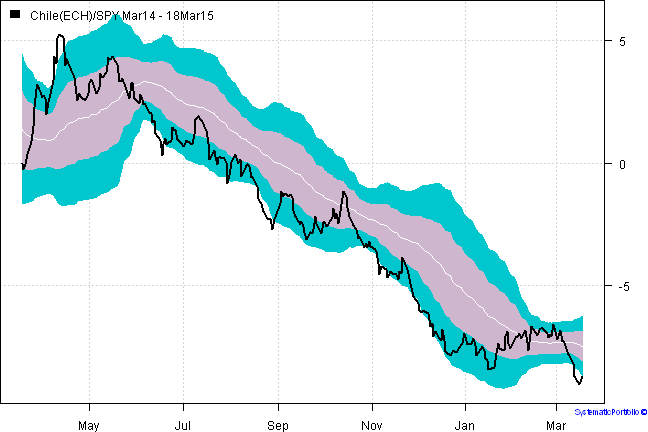 Chile(ECH)/SPY Mar14 - 18Mar15
5
0
-5
May Jul Sep Nov Jan Mar
SystematicPortfolio ©